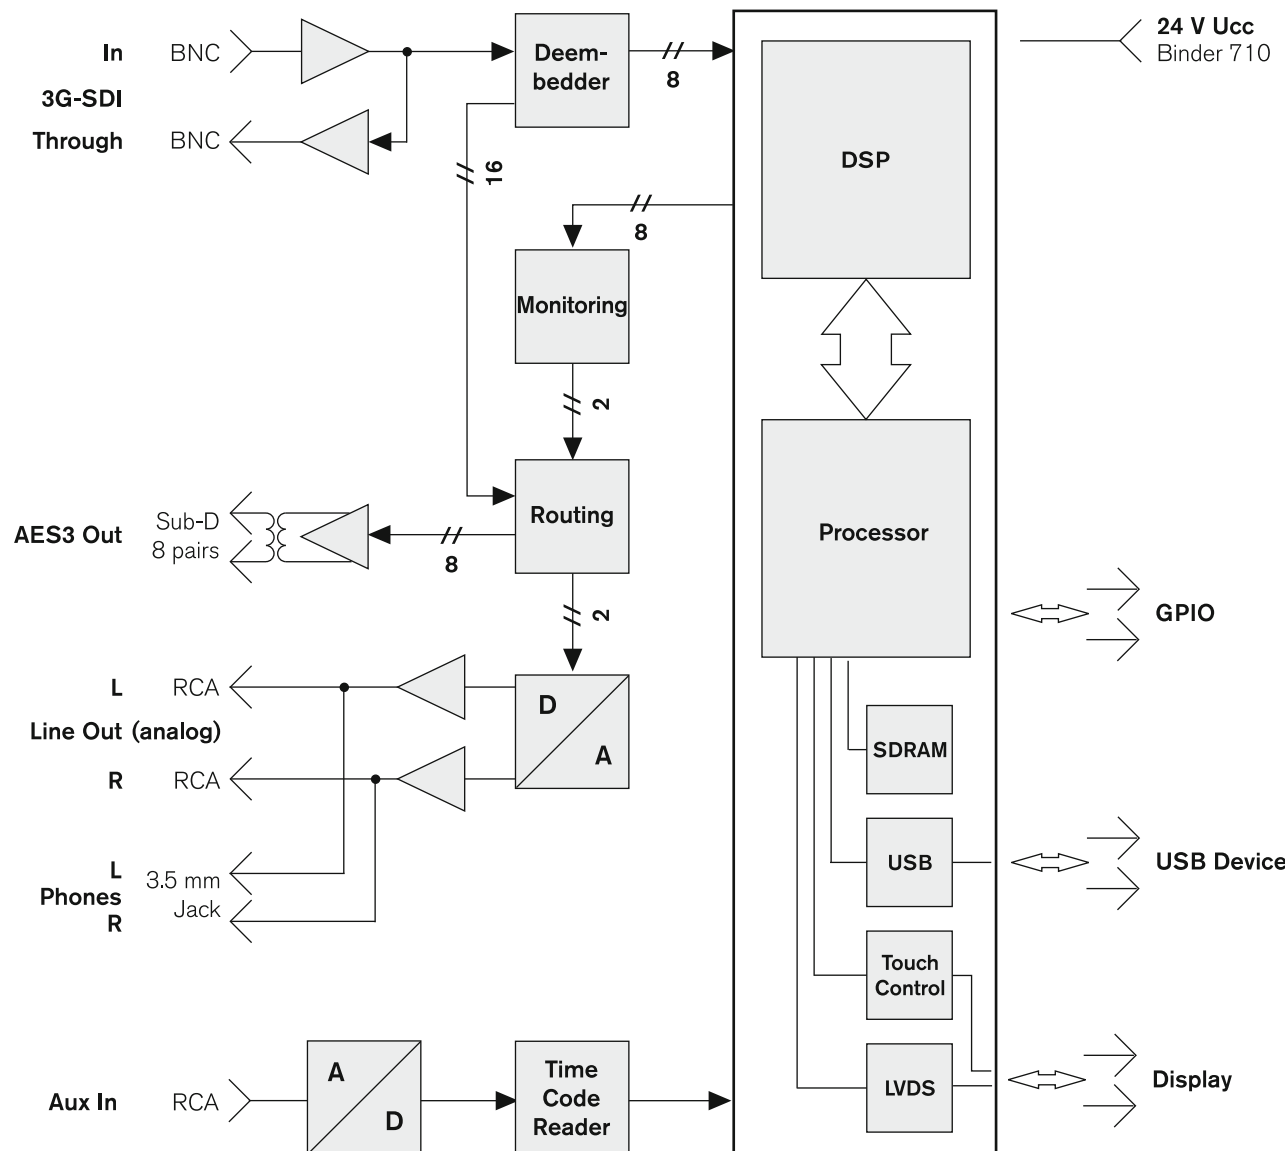 In BNC
3G-SDI
Through BNC
Deem-
bedder
8
16
24 V Ucc
Binder 710
DSP
8
Monitoring
2
Routing
AES3 Out
Sub-D
8 pairs
8
2
Processor
GPIO
L RCA
Line Out (analog)
R RCA
D
A
SDRAM
L
Phones
R
3.5 mm
Jack
USB
USB Device
Touch
Control
Aux In RCA
A
D
Time
Code
Reader
LVDS
Display